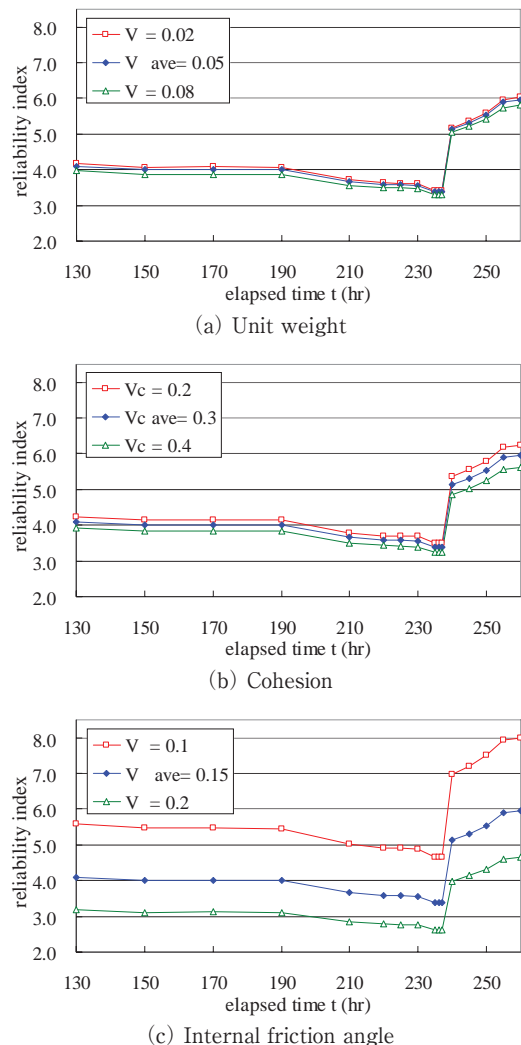 8.0
7.0
6.0
5.0
4.0
3.0
2.0
reliability index
V = 0.02
V ave= 0.05
V = 0.08
130 150 170 190 210 230 250
elapsed time t (hr)
(a) Unit weight
8.0
7.0
6.0
5.0
4.0
3.0
2.0
reliability index
Vc = 0.2
Vc ave= 0.3
Vc = 0.4
130 150 170 190 210 230 250
elapsed time t (hr)
(b) Cohesion
8.0
7.0
6.0
5.0
4.0
3.0
2.0
reliability index
V = 0.1
V ave= 0.15
V = 0.2
130 150 170 190 210 230 250
elapsed time t (hr)
(c) Internal friction angle